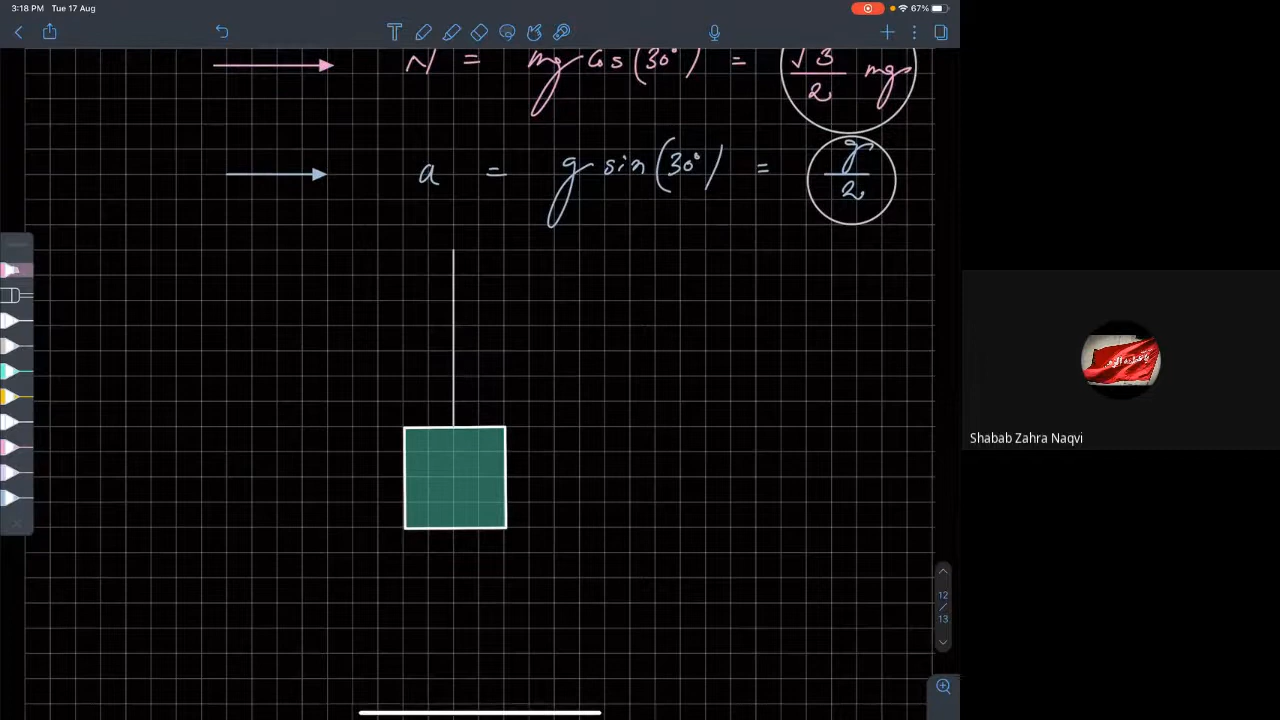 3:18 PM Tue 17 Aug
67%
N = mg cos (30°) = √3/2 mg
a = g sin (30°) = g/2
12
/
13
Shabab Zahra Naqvi